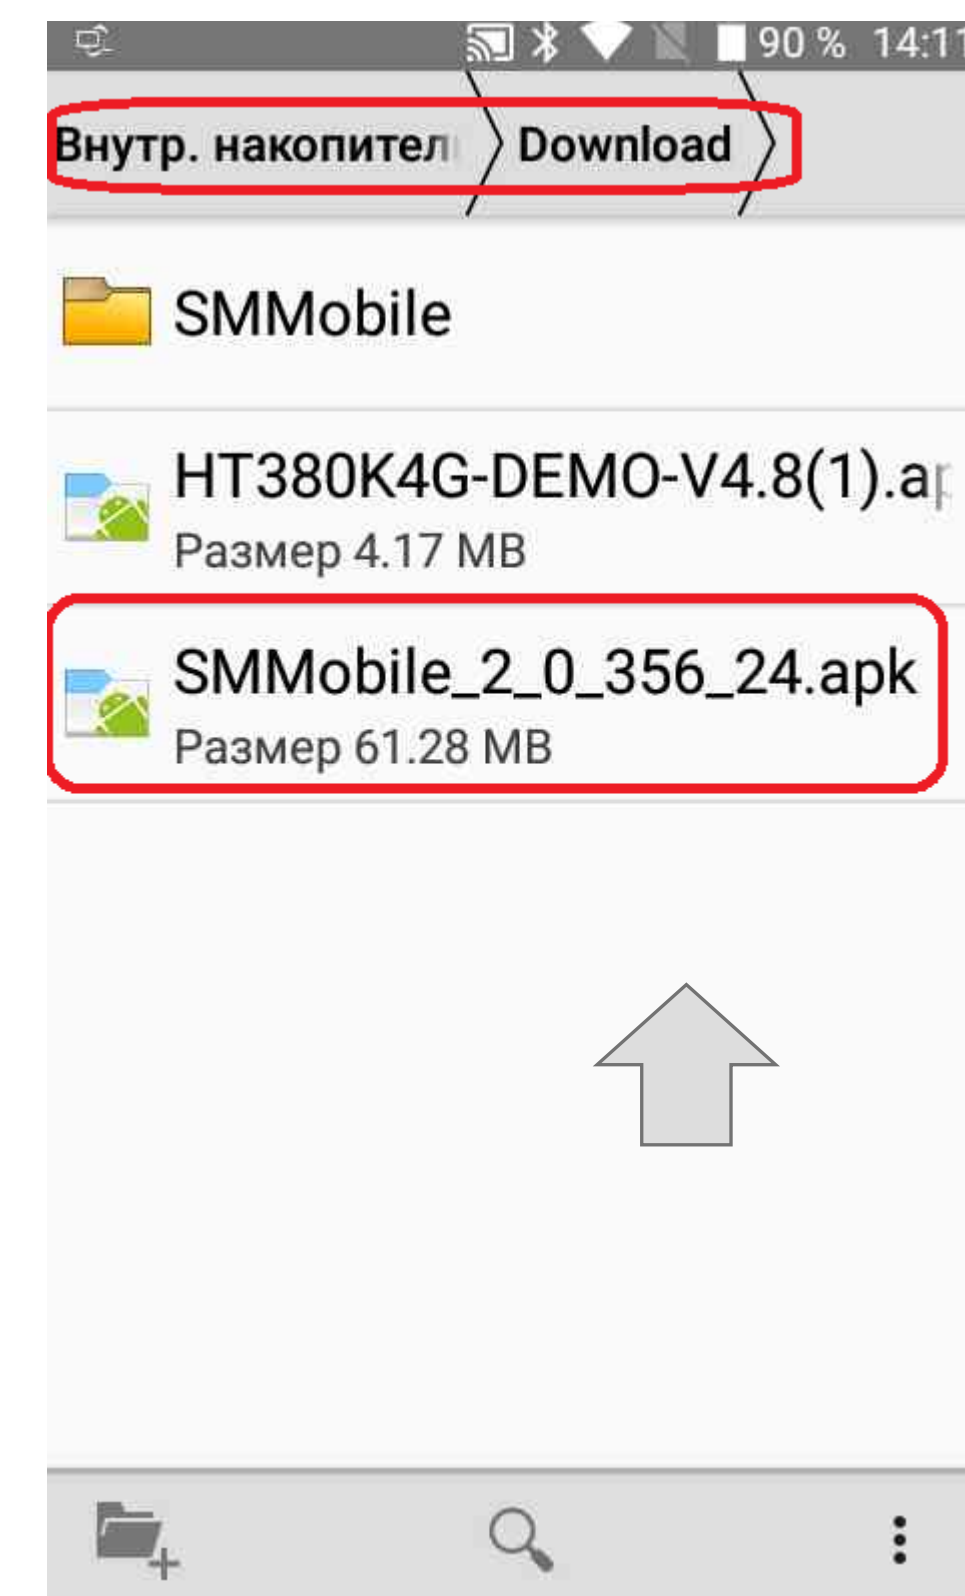 90 % 14:11
Внутр. накопител Download
SMMobile
HT380K4G-DEMO-V4.8(1).ap
Размер 4.17 MB
SMMobile_2_0_356_24.apk
Размер 61.28 MB